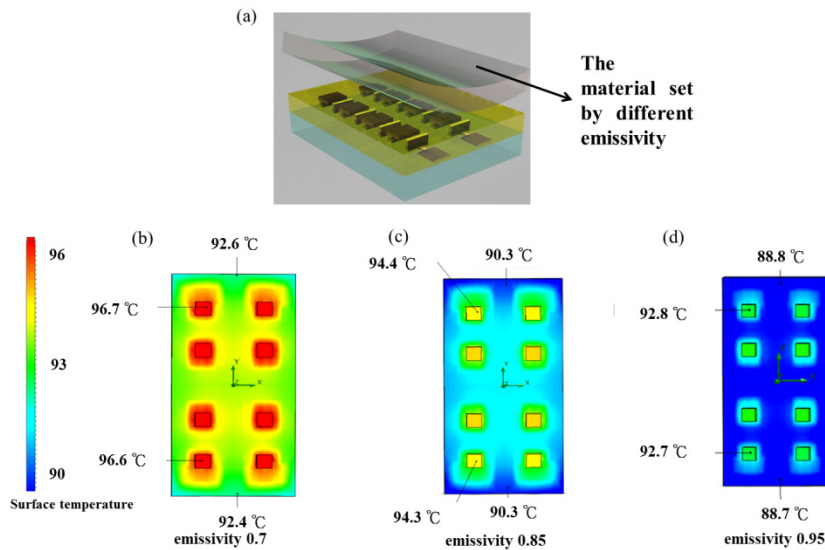 (a)
The
material set
by different
emissivity
96
93
90
Surface temperature
(b)
92.6 ℃
96.7 ℃
96.6 ℃
92.4 ℃
emissivity 0.7
Y
Z
X
(c)
94.4 ℃
90.3 ℃
94.3 ℃
90.3 ℃
emissivity 0.85
Y
Z
X
(d)
88.8 ℃
92.8 ℃
92.7 ℃
88.7 ℃
emissivity 0.95